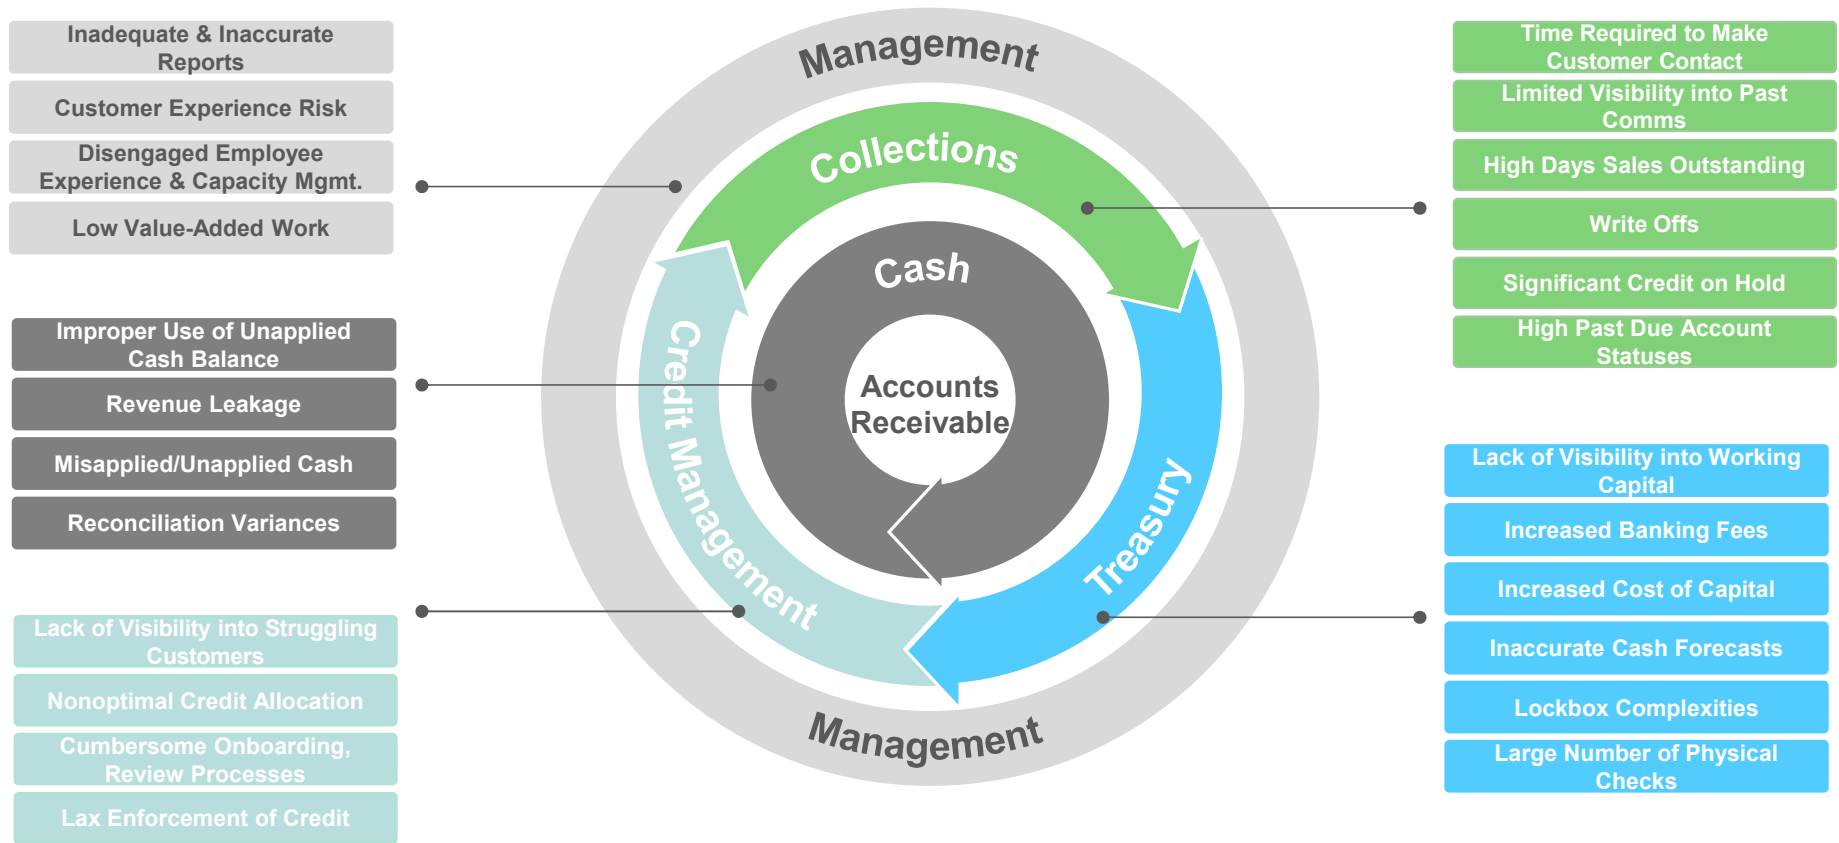 Inadequate & Inaccurate
Reports
Customer Experience Risk
Disengaged Employee
Experience & Capacity Mgmt.
Low Value-Added Work
Improper Use of Unapplied
Cash Balance
Revenue Leakage
Misapplied/Unapplied Cash
Reconciliation Variances
Lack of Visibility into Struggling
Customers
Nonoptimal Credit Allocation
Cumbersome Onboarding,
Review Processes
Lax Enforcement of Credit
Management
Collections
Cash
Accounts
Receivable
Credit Management
Treasury
Management
Time Required to Make
Customer Contact
Limited Visibility into Past
Comms
High Days Sales Outstanding
Write Offs
Significant Credit on Hold
High Past Due Account
Statuses
Lack of Visibility into Working
Capital
Increased Banking Fees
Increased Cost of Capital
Inaccurate Cash Forecasts
Lockbox Complexities
Large Number of Physical
Checks